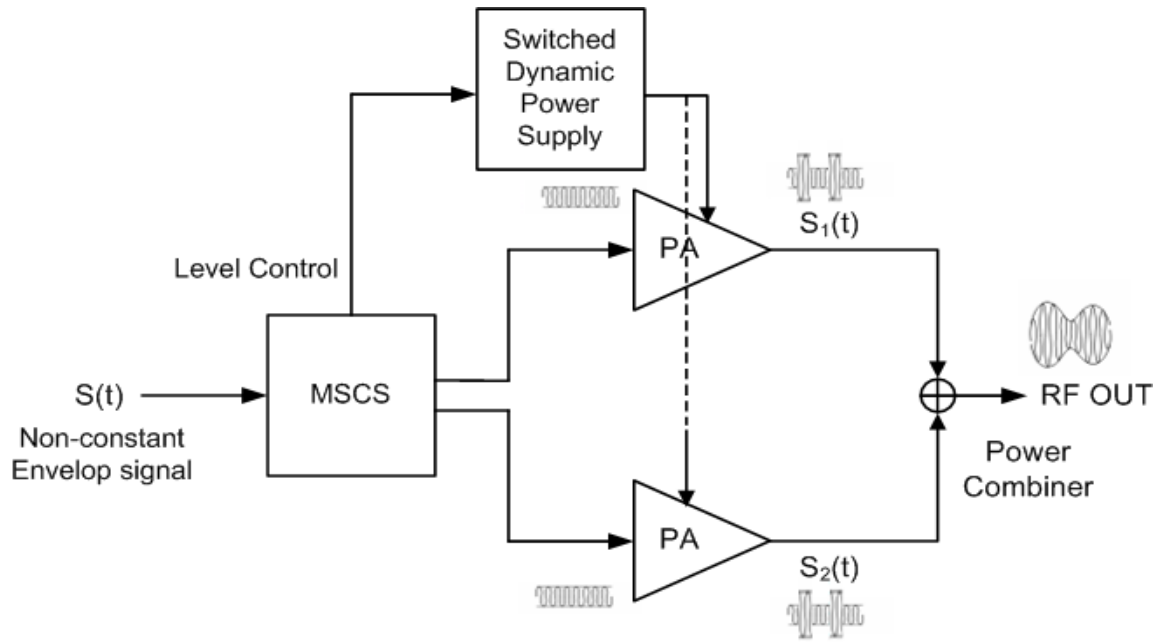 Switched
Dynamic
Power
Supply
PA
S₁(t)
Level Control
S(t)
Non-constant
Envelop signal
MSCS
RF OUT
Power
Combiner
PA
S₂(t)